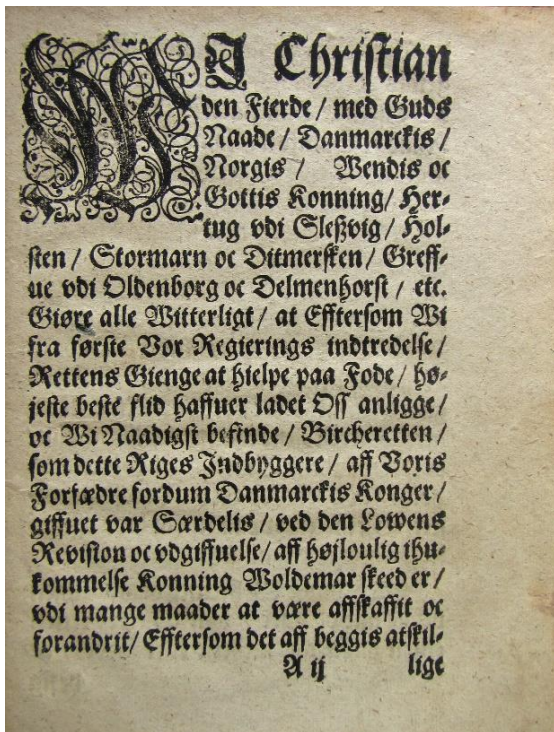 WJ Christian
den Fierde / med Guds
Naade / Danmarckis /
Norgis / Wendis oc
Gottis Konning / Her-
tug vdi Sleßvig / Hol-
sten / Stormarn oc Ditmersken / Greff-
ue vdi Oldenborg oc Delmenhorst / etc.
Giøre alle Witterligt / at Efftersom Wi
fra første Vor Regierings indtredelse /
Rettens Gienge at hielpe paa Fode / hø-
jeste beste flid haffuer ladet Oss anligge /
oc Wi Naadigst befinde / Bircheretten /
som dette Riges Indbyggere / aff Voris
Forfædre fordum Danmarckis Konger /
giffuet var Særdelis / ved den Lowens
Revision oc vdgiffuelse / aff højloulig ihu-
kommelse Konning Woldemar skeed er /
vdi mange maader at være affskaffit oc
forandrit / Efftersom det aff beggis atskil-
A ij lige